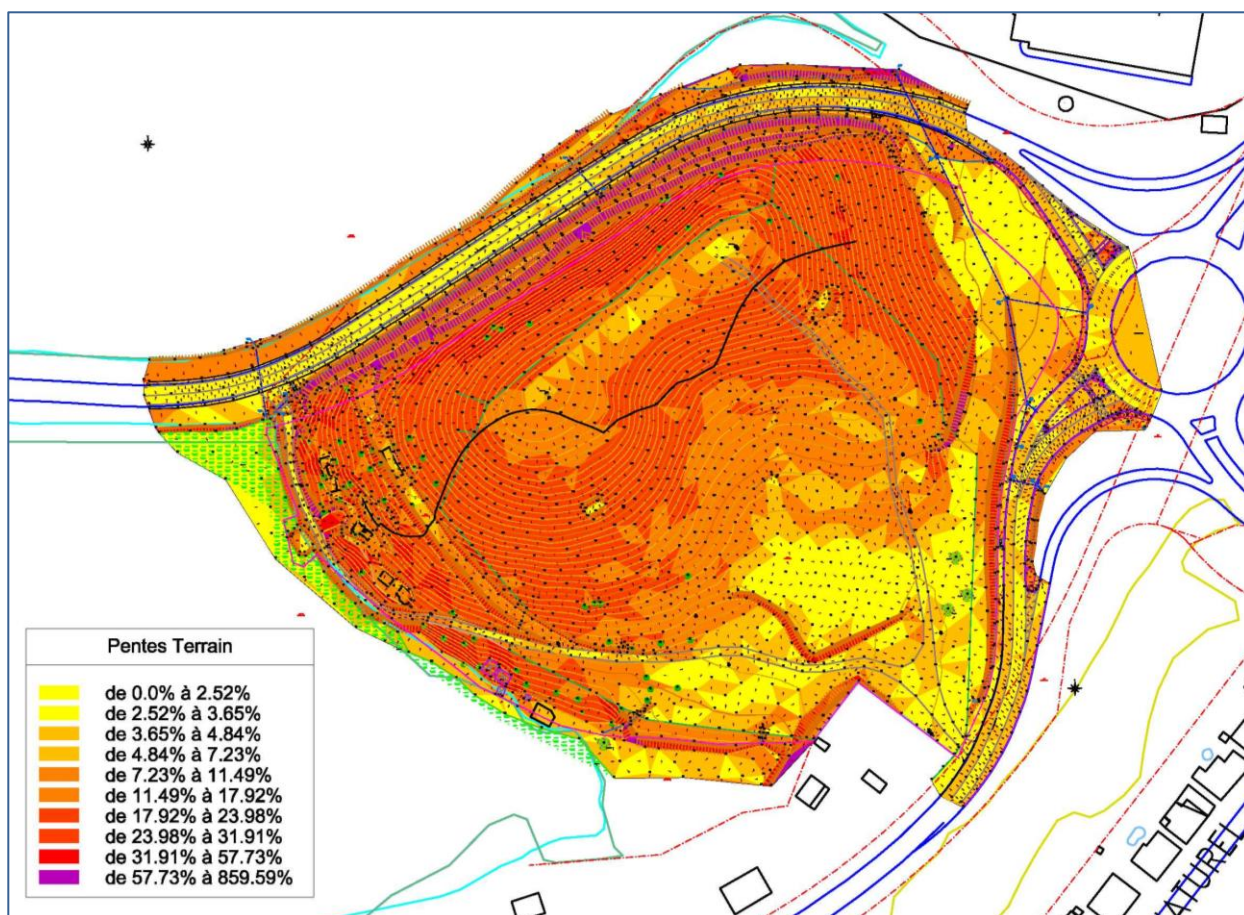 Pentes Terrain
de 0.0% à 2.52%
de 2.52% à 3.65%
de 3.65% à 4.84%
de 4.84% à 7.23%
de 7.23% à 11.49%
de 11.49% à 17.92%
de 17.92% à 23.98%
de 23.98% à 31.91%
de 31.91% à 57.73%
de 57.73% à 859.59%
ATUREL